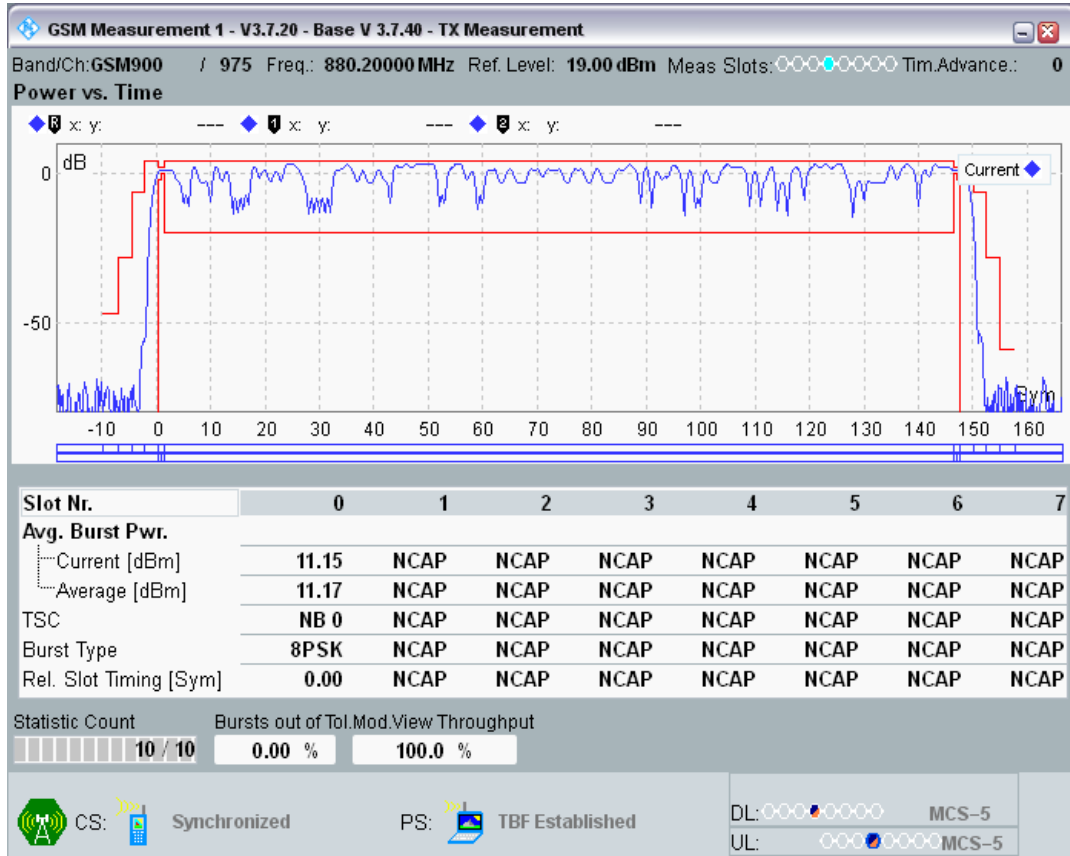 GSM Measurement 1 - V3.7.20 - Base V 3.7.40 - TX Measurement
Band/Ch:GSM900 / 975 Freq.: 880.20000 MHz Ref. Level: 19.00 dBm Meas Slots: Tim.Advance.: 0
Power vs. Time
R x: y: --- 1 x: y: --- 2 x: y: ---
dB
Current
0
-50
Sym
-10 0 10 20 30 40 50 60 70 80 90 100 110 120 130 140 150 160
Slot Nr. 0 1 2 3 4 5 6 7
Avg. Burst Pwr.
Current [dBm] 11.15 NCAP NCAP NCAP NCAP NCAP NCAP NCAP
Average [dBm] 11.17 NCAP NCAP NCAP NCAP NCAP NCAP NCAP
TSC NB 0 NCAP NCAP NCAP NCAP NCAP NCAP NCAP
Burst Type 8PSK NCAP NCAP NCAP NCAP NCAP NCAP NCAP
Rel. Slot Timing [Sym] 0.00 NCAP NCAP NCAP NCAP NCAP NCAP NCAP
Statistic Count Bursts out of Tol. Mod.View Throughput
10 / 10 0.00 % 100.0 %
CS: Synchronized PS: TBF Established
DL: MCS-5
UL: MCS-5